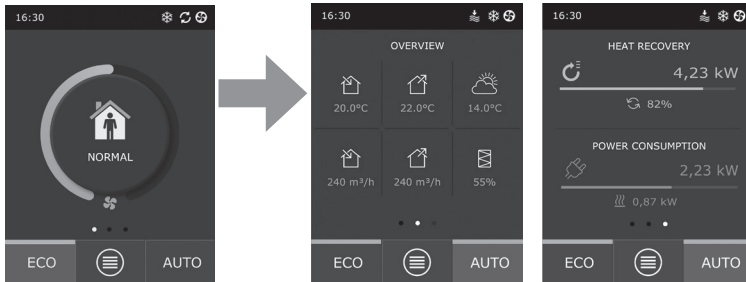 16:30
NORMAL
ECO
AUTO
16:30
OVERVIEW
20.0°C 22.0°C 14.0°C
240 m³/h 240 m³/h 55%
ECO
AUTO
16:30
HEAT RECOVERY
4,23 kW
82%
POWER CONSUMPTION
2,23 kW
0,87 kW
ECO
AUTO